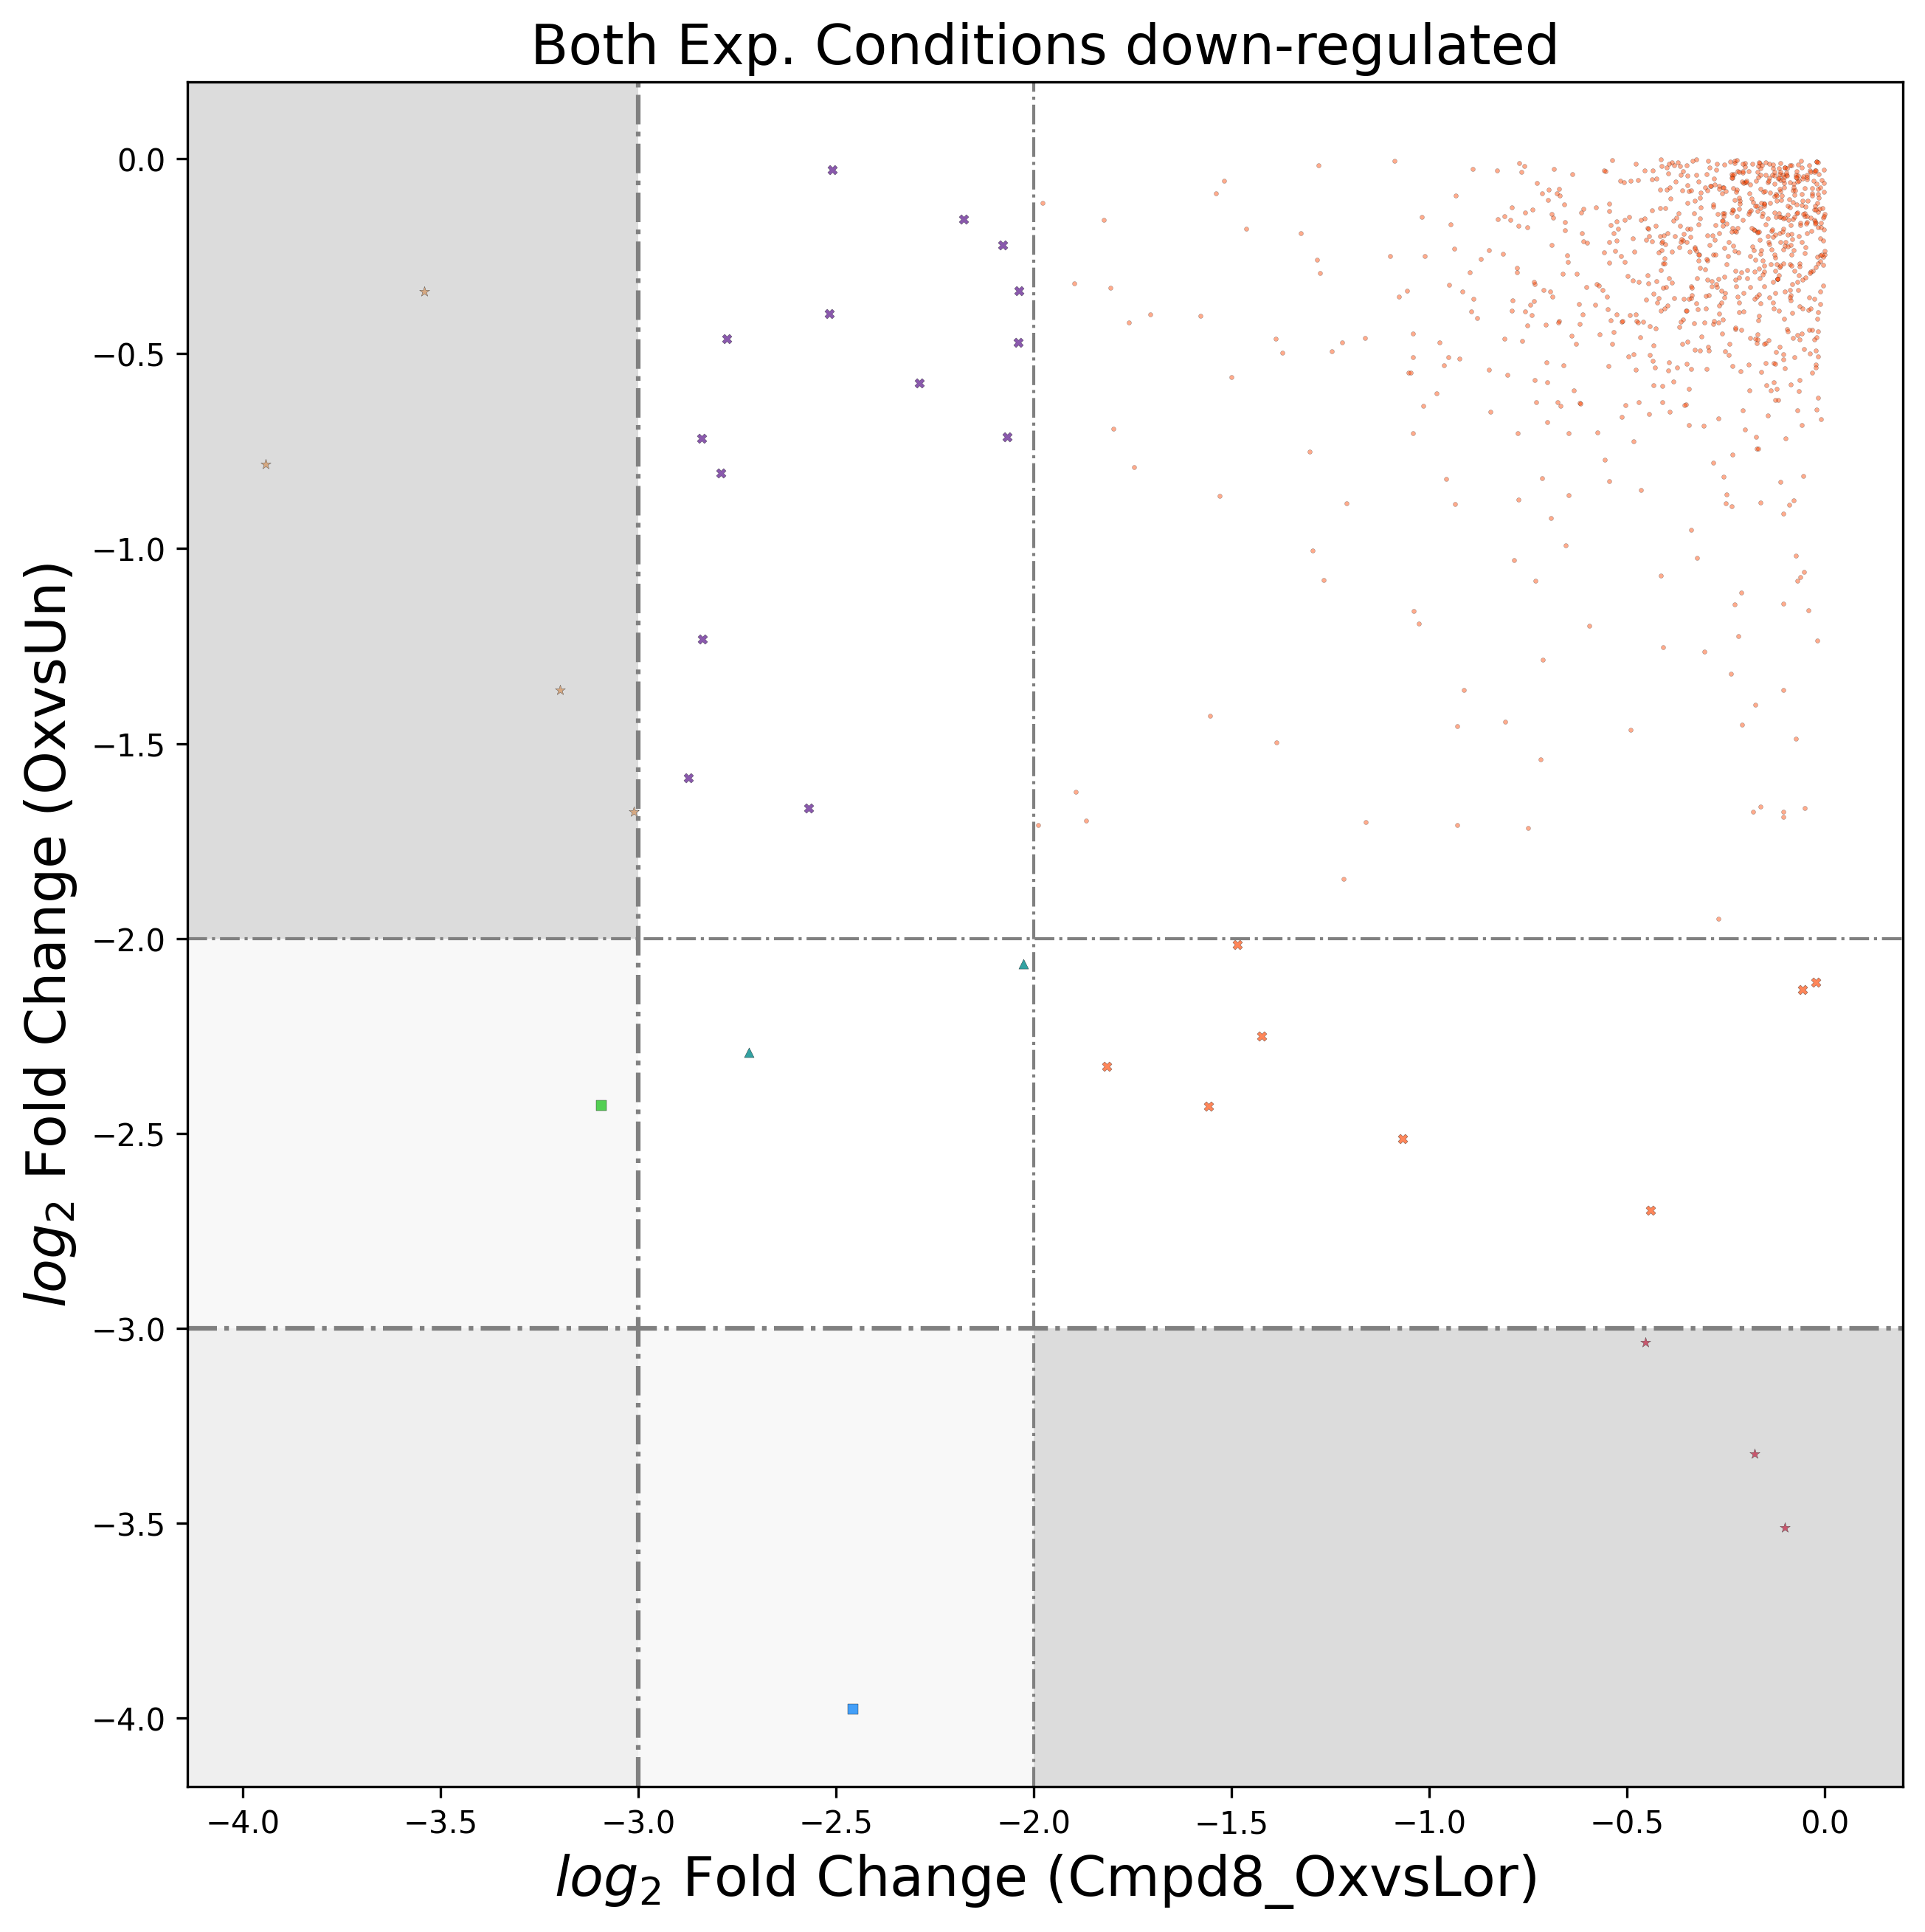 Both Exp. Conditions down-regulated
log₂ Fold Change (OxvsUn)
0.0
−0.5
−1.0
−1.5
−2.0
−2.5
−3.0
−3.5
−4.0
−4.0 −3.5 −3.0 −2.5 −2.0 −1.5 −1.0 −0.5 0.0
log₂ Fold Change (Cmpd8_OxvsLor)